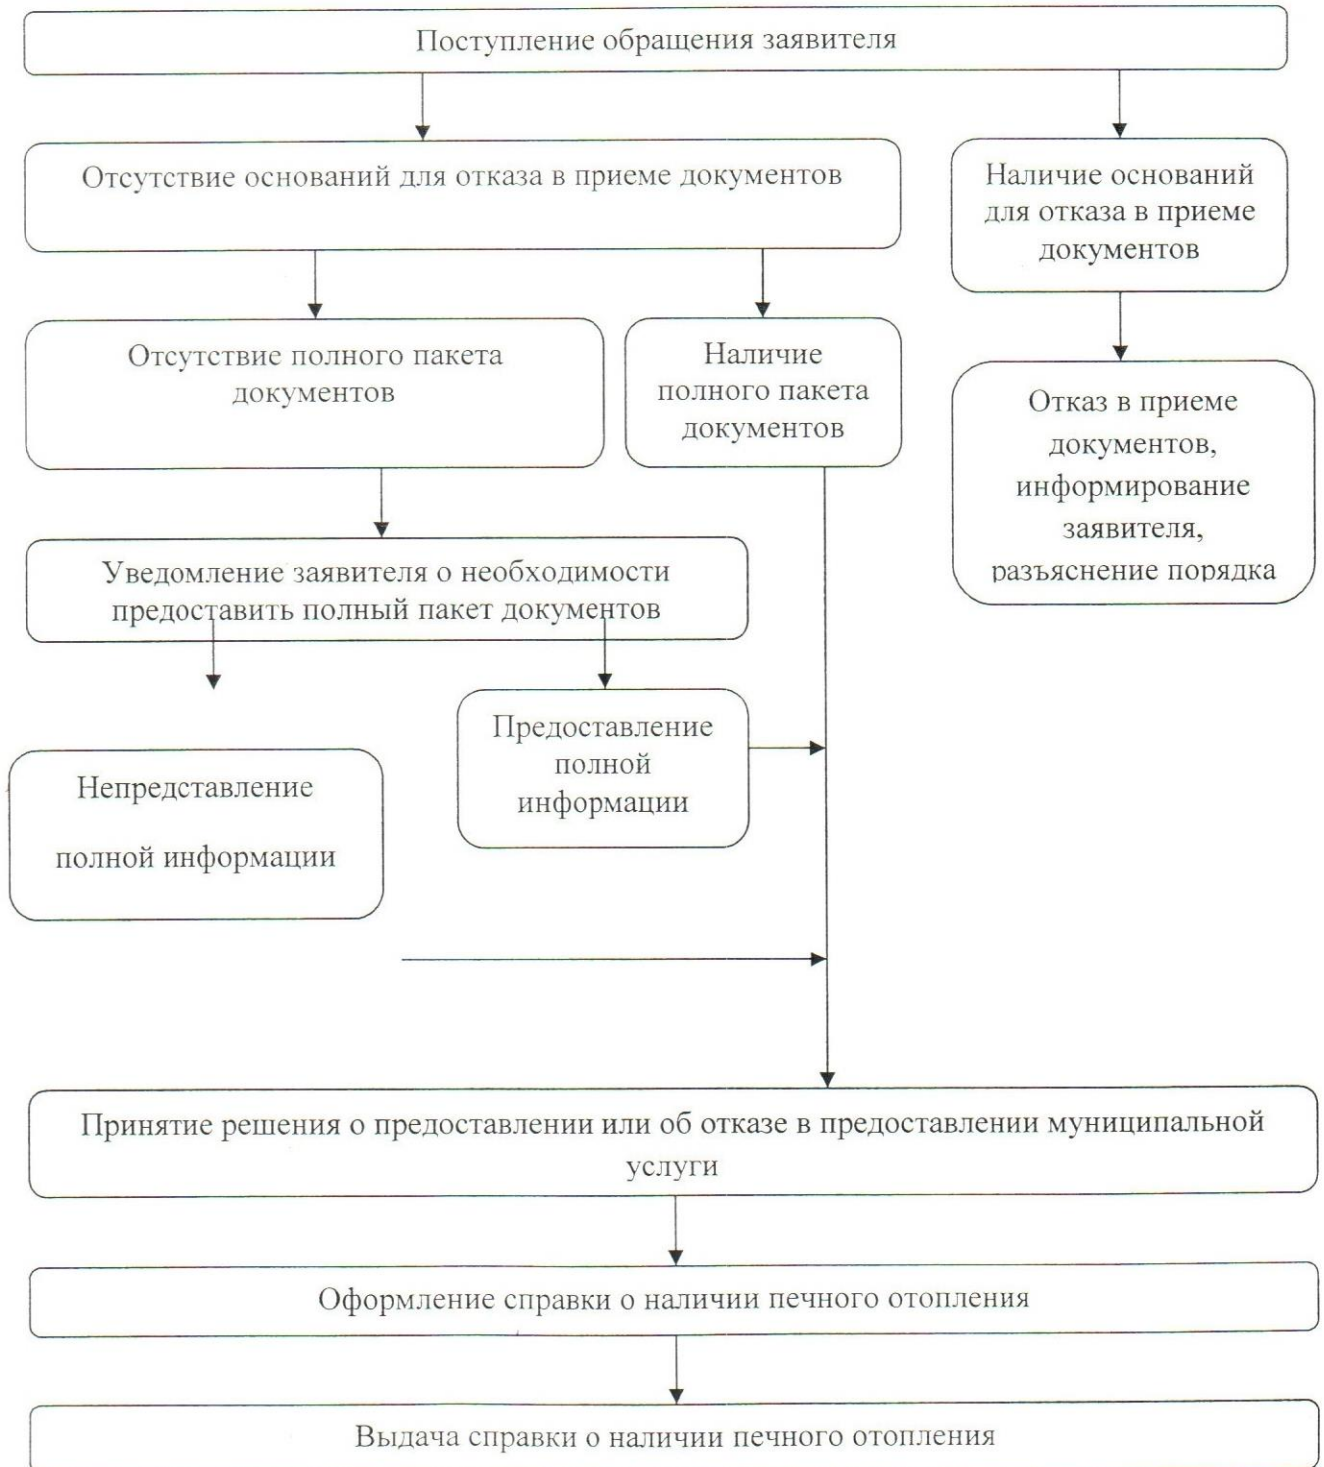 Поступление обращения заявителя
Отсутствие оснований для отказа в приеме документов
Наличие оснований
для отказа в приеме
документов
Отсутствие полного пакета
документов
Наличие
полного пакета
документов
Отказ в приеме
документов,
информирование
заявителя,
разъяснение порядка
Уведомление заявителя о необходимости
предоставить полный пакет документов
Предоставление
полной
информации
Непредставление
полной информации
Принятие решения о предоставлении или об отказе в предоставлении муниципальной
услуги
Оформление справки о наличии печного отопления
Выдача справки о наличии печного отопления